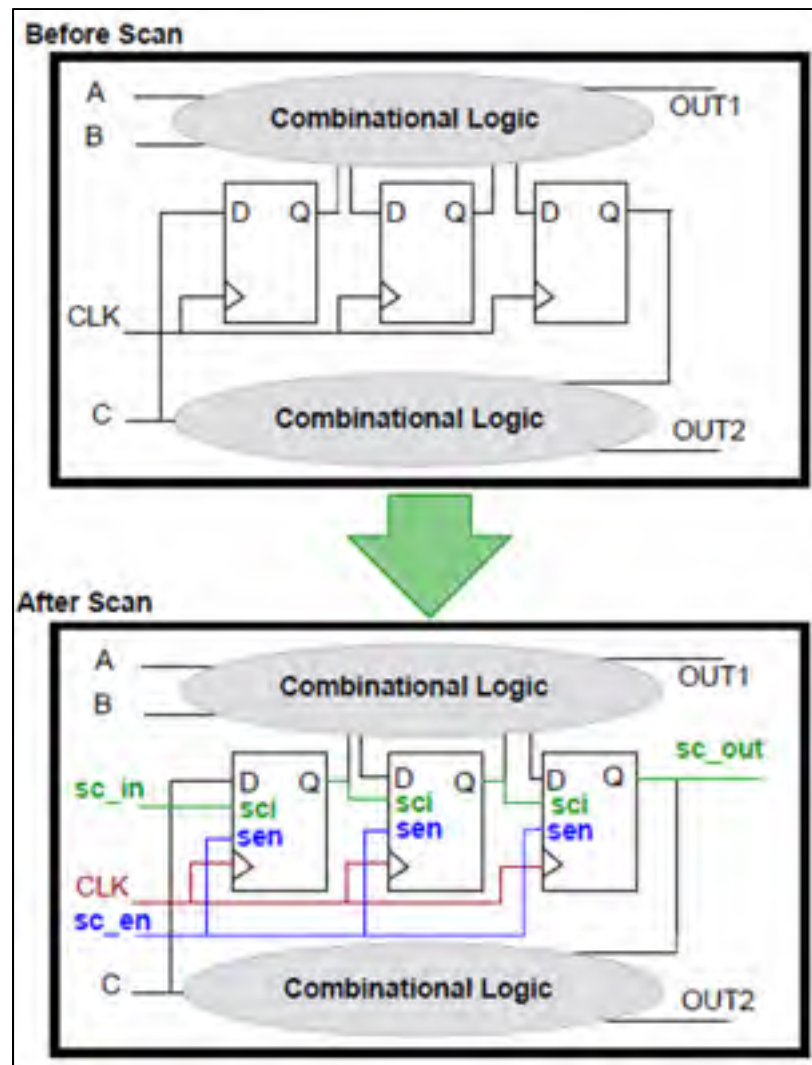 Before Scan
A
Combinational Logic
OUT1
B
D Q D Q D Q
CLK
C
Combinational Logic
OUT2
After Scan
A
Combinational Logic
OUT1
B
sc_out
D Q D Q D Q
sc_in
sci sci sci
sen sen sen
CLK
sc_en
C
Combinational Logic
OUT2